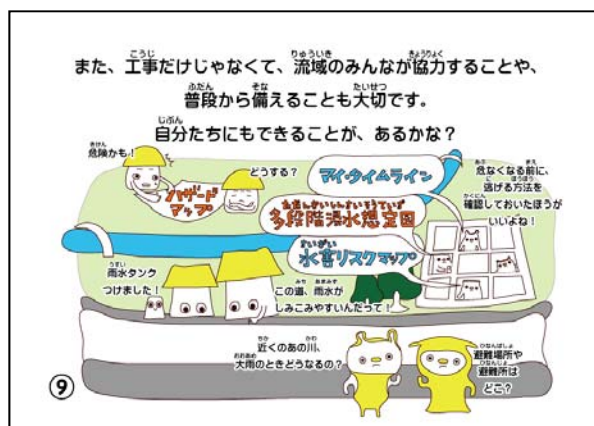 また、工事だけじゃなくて、流域のみんなが協力することや、
普段から備えることも大切です。
自分たちにもできることが、あるかな？
危険かも！
ハザード
マップ
どうする？
マイ・タイムライン
多段階浸水想定図
水害リスクマップ
危なくなる前に、
逃げる方法を
確認しておいたほうが
いいよね！
雨水タンク
つけました！
この道、雨水が
しみこみやすいんだって！
近くのあの川、
大雨のときどうなるの？
避難場所や
避難所は
どこ？
⑨